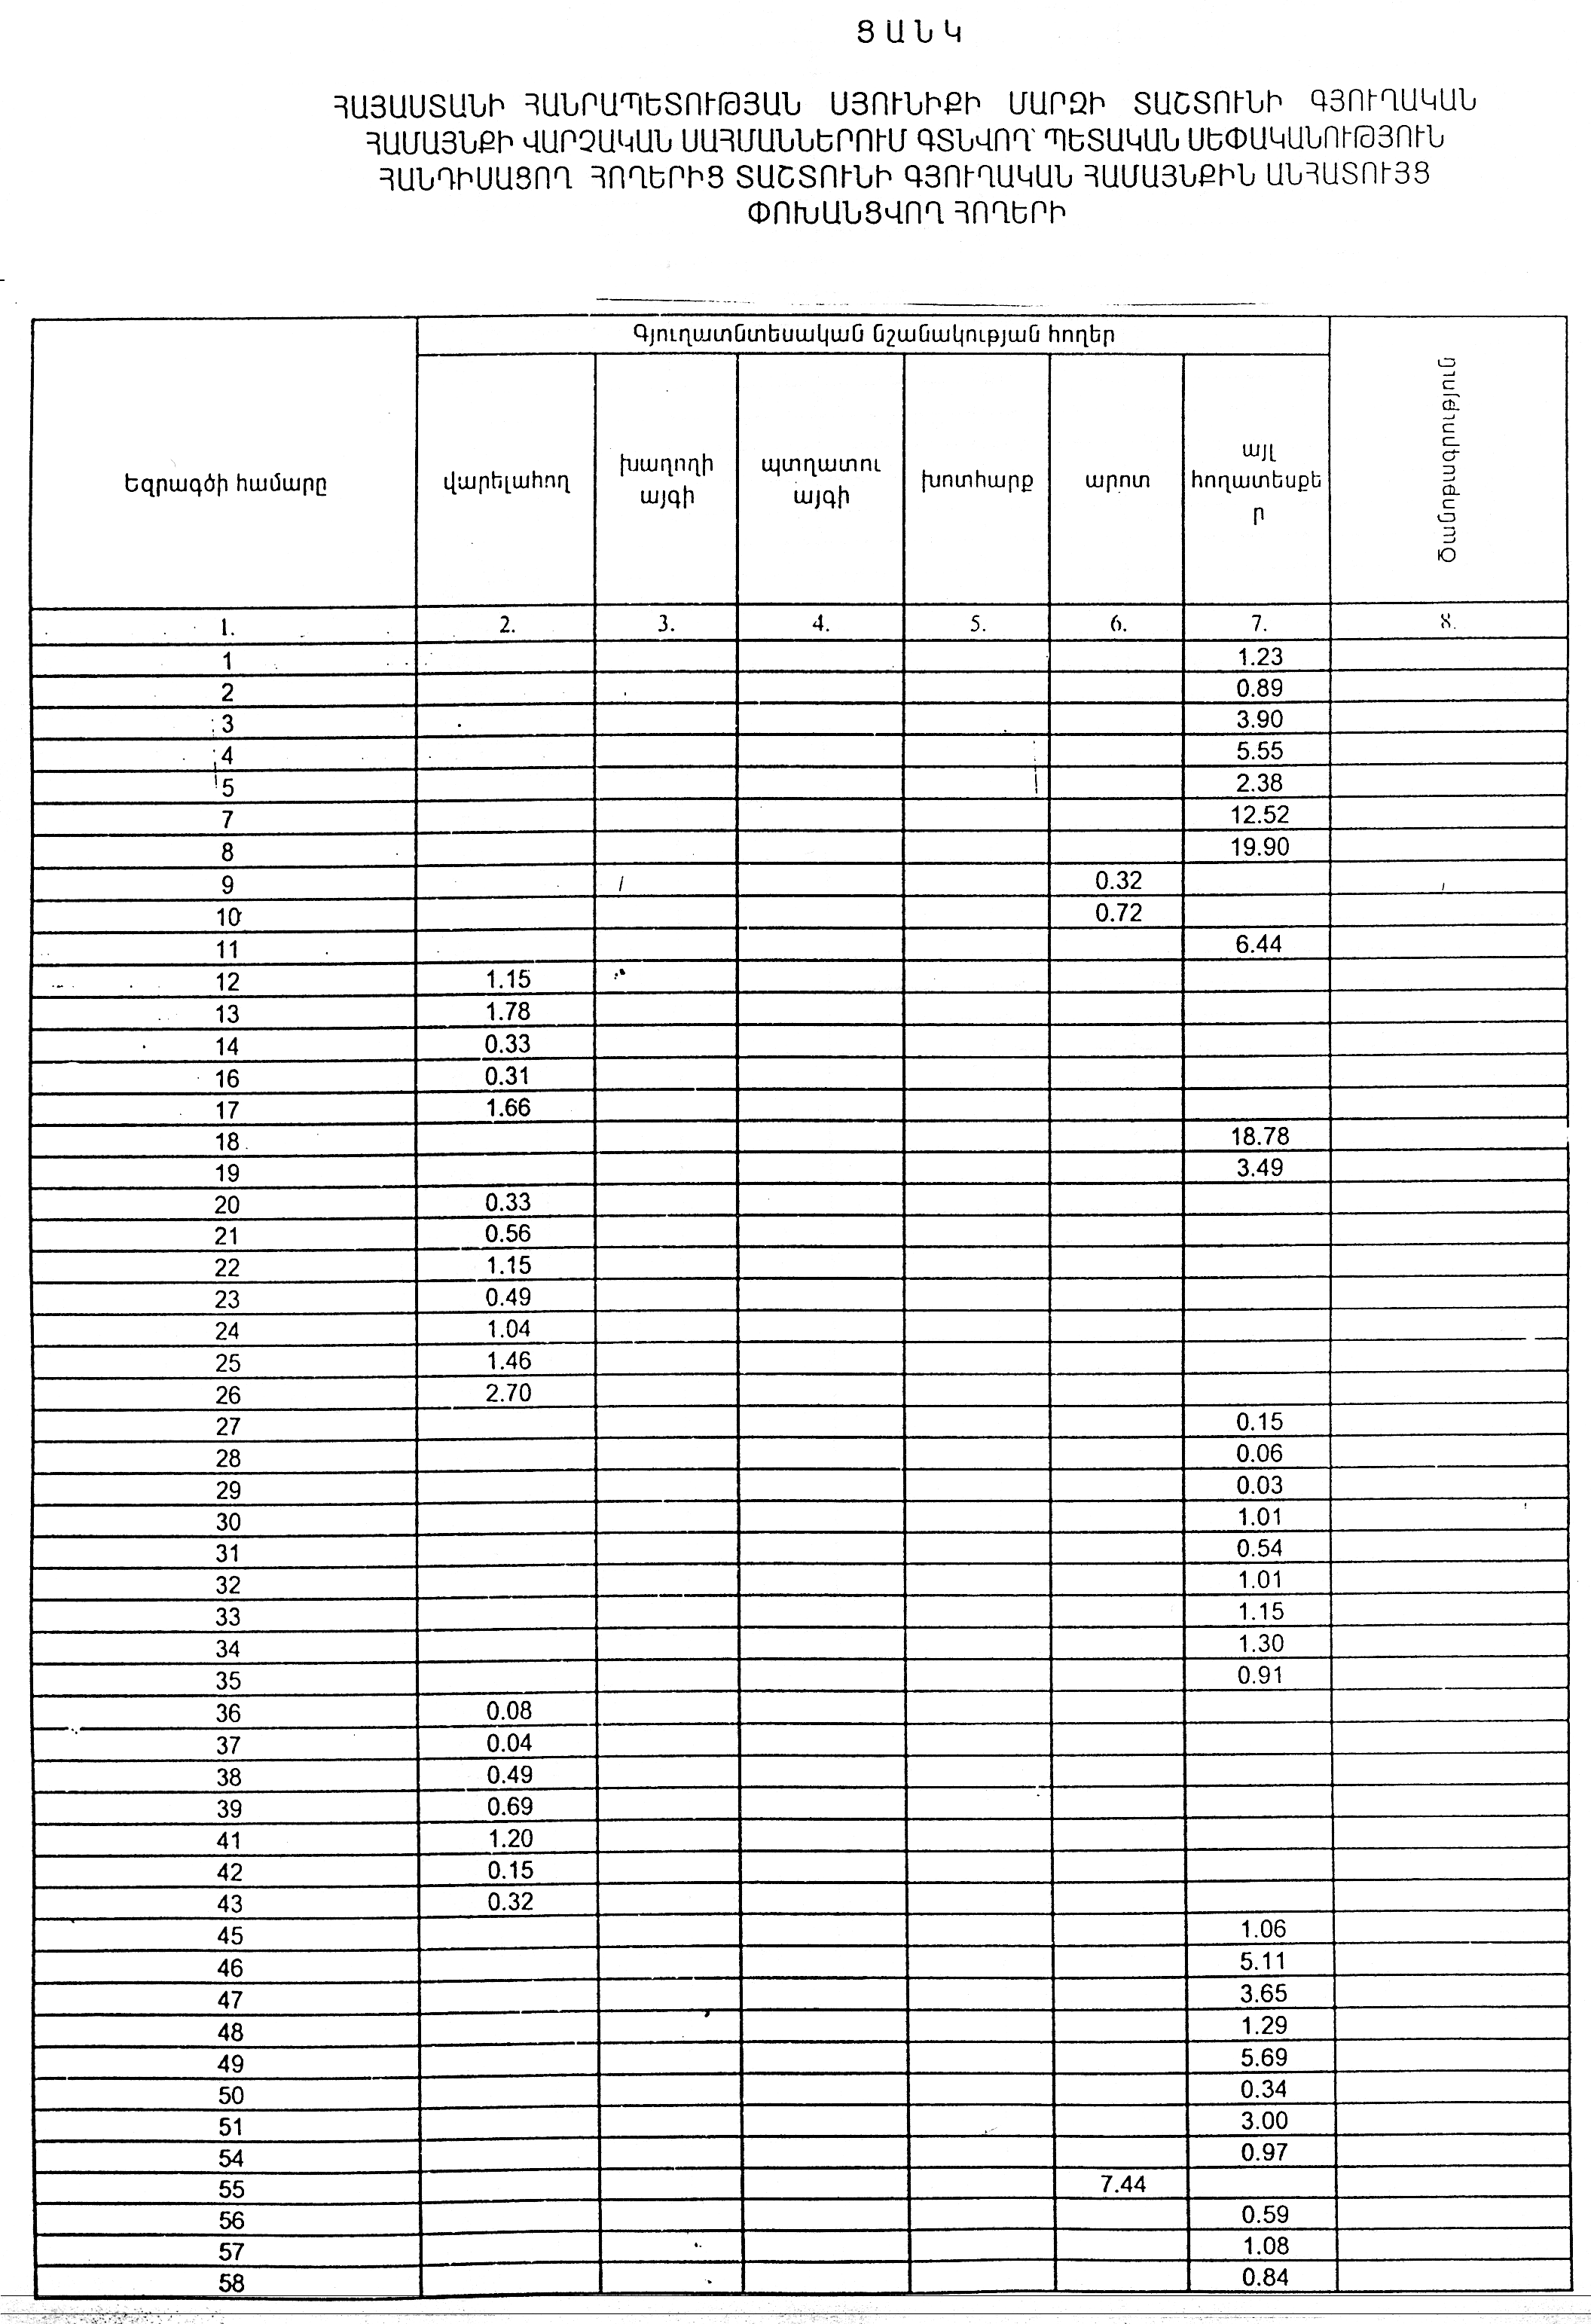 ՑԱՆԿ
ՀԱՅԱՍՏԱՆԻ ՀԱՆՐԱՊԵՏՈՒԹՅԱՆ ՍՅՈՒՆԻՔԻ ՄԱՐԶԻ ՏԱՇՏՈՒՆԻ ԳՅՈՒՂԱԿԱՆ
ՀԱՄԱՅՆՔԻ ՎԱՐՉԱԿԱՆ ՍԱՀՄԱՆՆԵՐՈՒՄ ԳՏՆՎՈՂ՝ ՊԵՏԱԿԱՆ ՍԵՓԱԿԱՆՈՒԹՅՈՒՆ
ՀԱՆԴԻՍԱՑՈՂ ՀՈՂԵՐԻՑ ՏԱՇՏՈՒՆԻ ԳՅՈՒՂԱԿԱՆ ՀԱՄԱՅՆՔԻՆ ԱՆՀԱՏՈՒՅՑ
ՓՈԽԱՆՑՎՈՂ ՀՈՂԵՐԻ
Գյուղատնտեսական նշանակության հողեր
Եզրագծի համարը
վարելահող
խաղողի
այգի
պտղատու
այգի
խոտհարք
արոտ
այլ
հողատեսքե
ր
Ծանոթագրություն
1. 2. 3. 4. 5. 6. 7. 8.
1 1.23
2 0.89
3 3.90
4 5.55
5 2.38
7 12.52
8 19.90
9 0.32
10 0.72
11 6.44
12 1.15
13 1.78
14 0.33
16 0.31
17 1.66
18 18.78
19 3.49
20 0.33
21 0.56
22 1.15
23 0.49
24 1.04
25 1.46
26 2.70
27 0.15
28 0.06
29 0.03
30 1.01
31 0.54
32 1.01
33 1.15
34 1.30
35 0.91
36 0.08
37 0.04
38 0.49
39 0.69
41 1.20
42 0.15
43 0.32
45 1.06
46 5.11
47 3.65
48 1.29
49 5.69
50 0.34
51 3.00
54 0.97
55 7.44
56 0.59
57 1.08
58 0.84